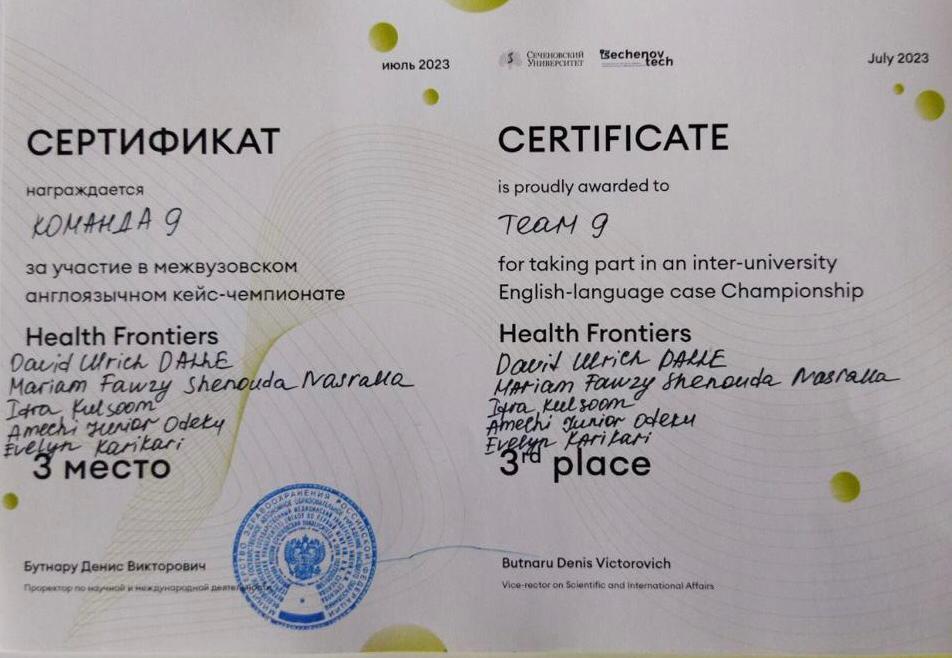 июль 2023
СЕЧЕНОВСКИЙ
УНИВЕРСИТЕТ
Sechenov
tech
July 2023
СЕРТИФИКАТ
награждается
КОМАНДА 9
за участие в межвузовском
англоязычном кейс-чемпионате
Health Frontiers
David Ulrich DALLE
Mariam Fawzy Shenouda Nasralla
Iqra Kulsoom
Amechi Junior Odeku
Evelyn Karikari
3 место
Бутнару Денис Викторович
Проректор по научной и международной деятельности
CERTIFICATE
is proudly awarded to
TEAM 9
for taking part in an inter-university
English-language case Championship
Health Frontiers
David Ulrich DALLE
Mariam Fawzy Shenouda Nasralla
Iqra Kulsoom
Amechi Junior Odeku
Evelyn Karikari
3rd place
Butnaru Denis Victorovich
Vice-rector on Scientific and International Affairs